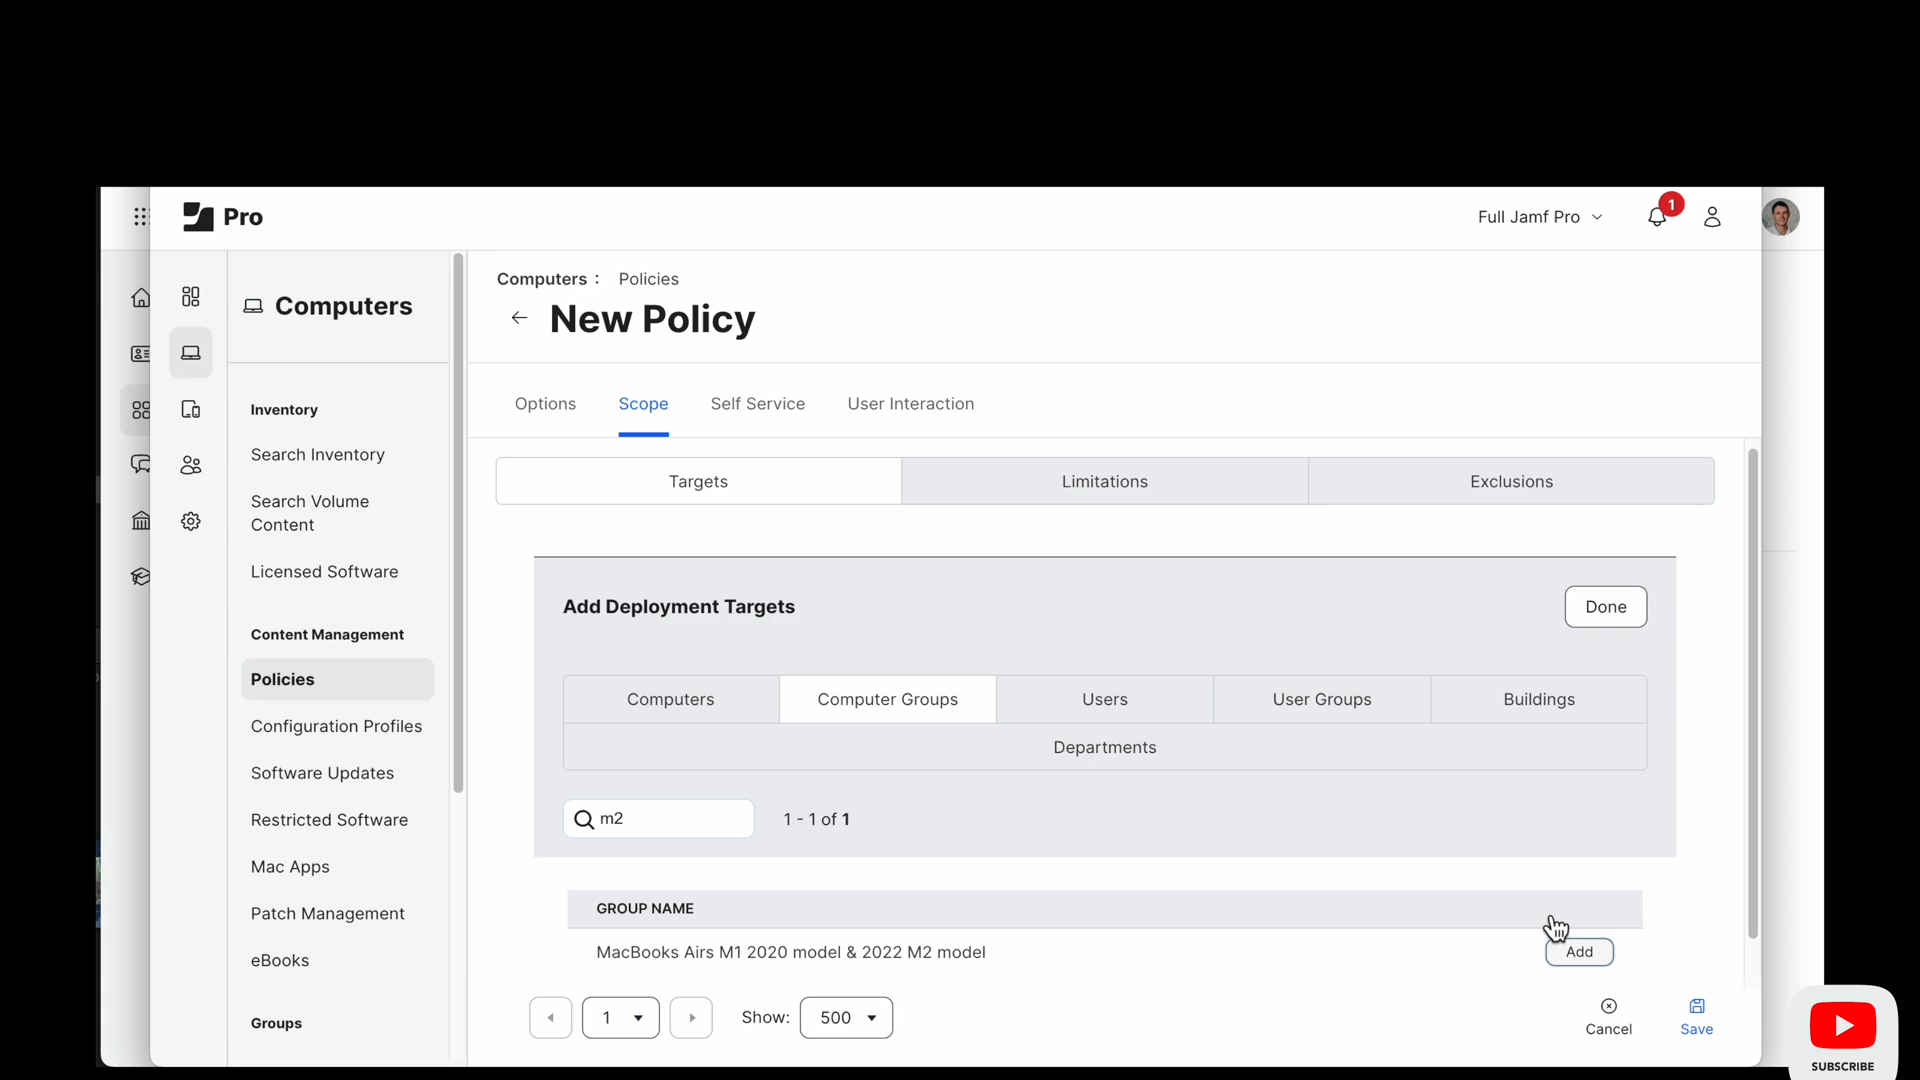 Pro
Full Jamf Pro
1
Computers
Inventory
Search Inventory
Search Volume
Content
Licensed Software
Content Management
Policies
Configuration Profiles
Software Updates
Restricted Software
Mac Apps
Patch Management
eBooks
Groups
Computers : Policies
New Policy
Options Scope Self Service User Interaction
Targets Limitations Exclusions
Add Deployment Targets Done
Computers Computer Groups Users User Groups Buildings
Departments
m2 1 - 1 of 1
GROUP NAME
MacBooks Airs M1 2020 model & 2022 M2 model Add
1 Show: 500
Cancel Save
SUBSCRIBE